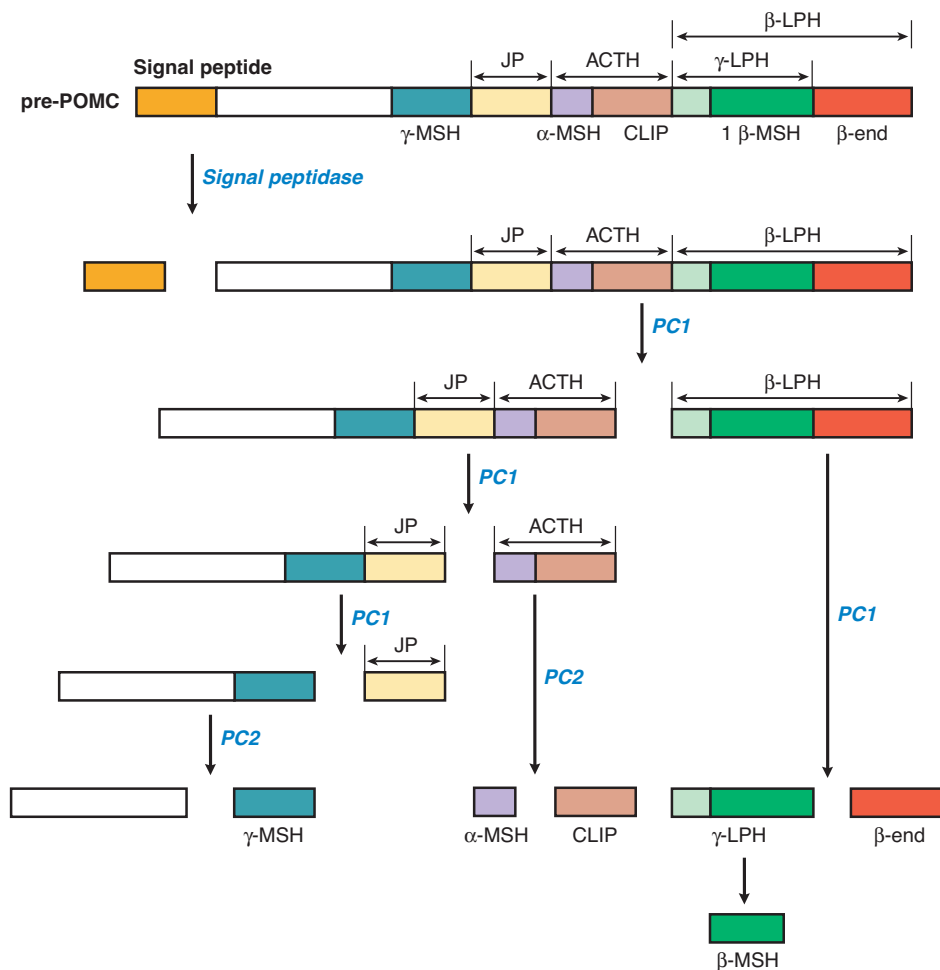 β-LPH
Signal peptide
JP
ACTH
γ-LPH
pre-POMC
γ-MSH
α-MSH
CLIP
1 β-MSH
β-end
Signal peptidase
JP
ACTH
β-LPH
PC1
JP
ACTH
β-LPH
PC1
JP
ACTH
PC1
PC1
JP
PC2
PC2
γ-MSH
α-MSH
CLIP
γ-LPH
β-end
β-MSH